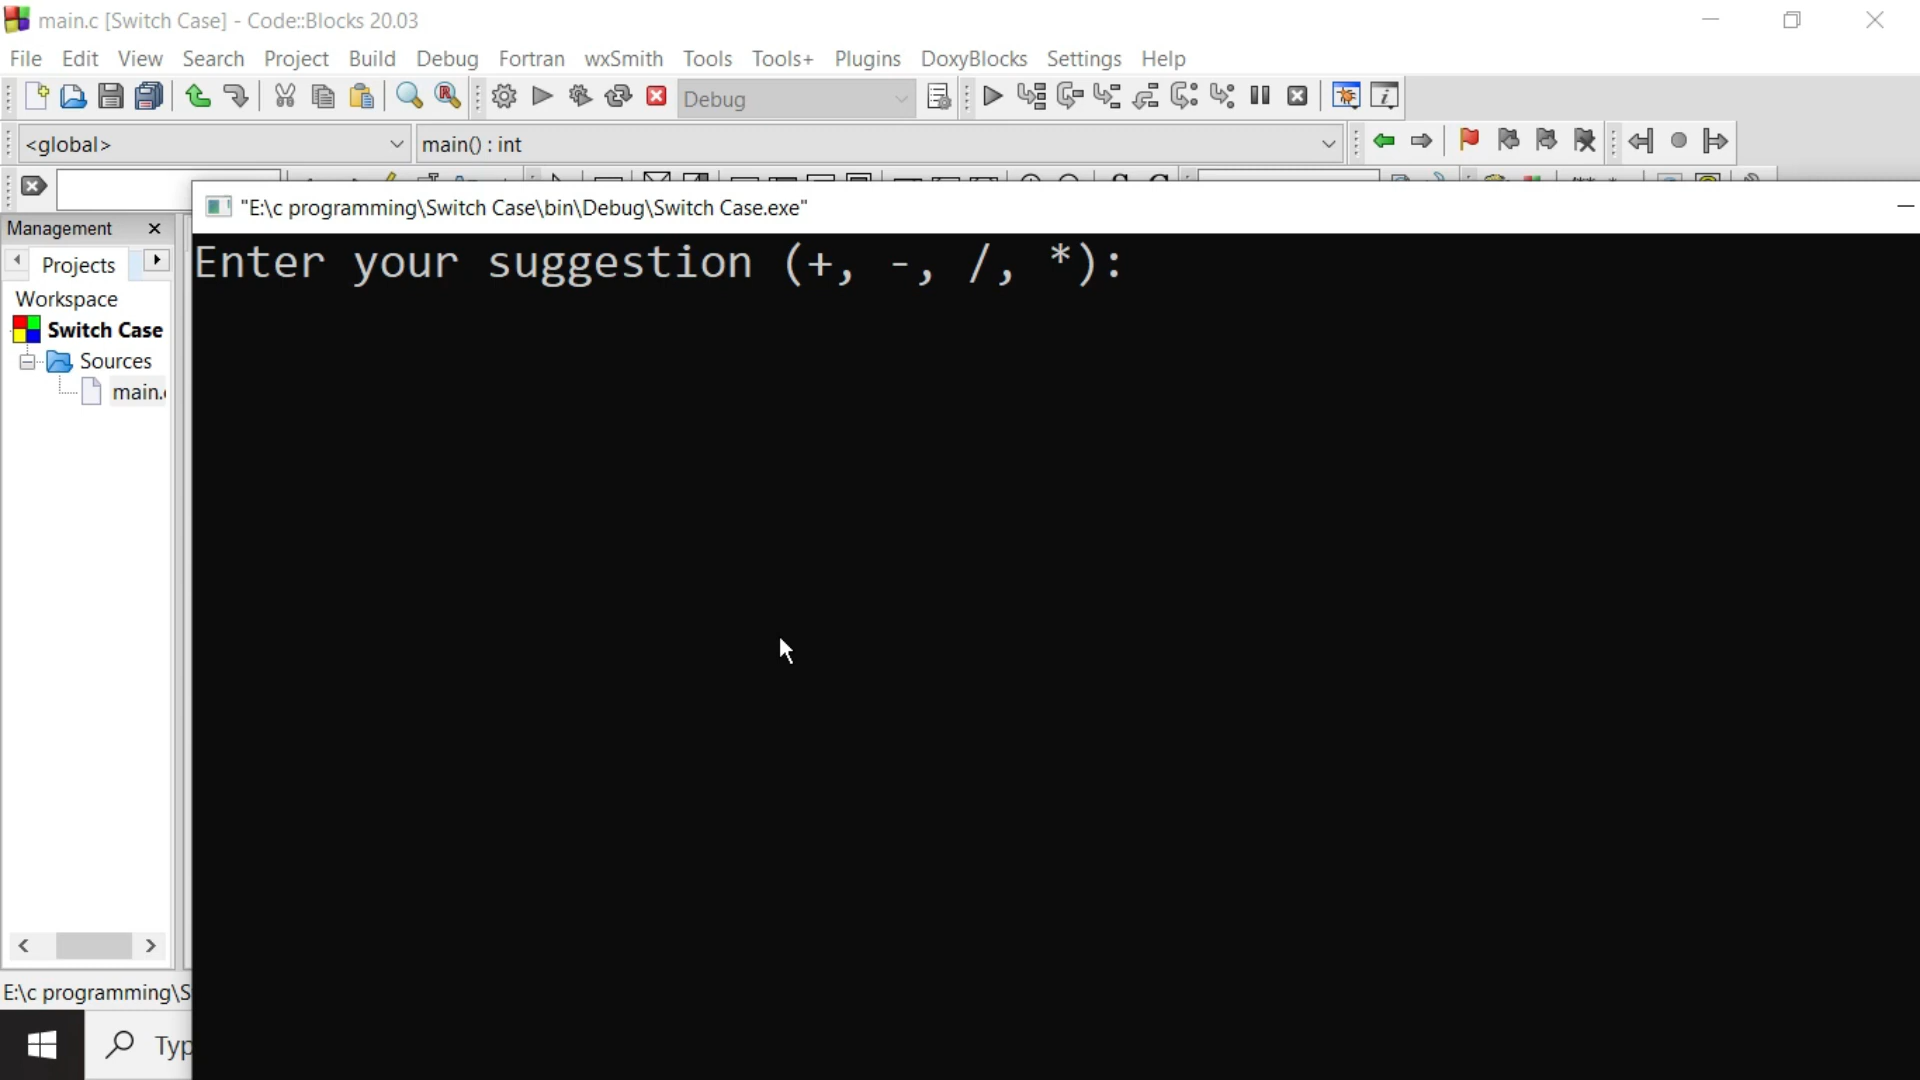 main.c [Switch Case] - Code::Blocks 20.03
File Edit View Search Project Build Debug Fortran wxSmith Tools Tools+ Plugins DoxyBlocks Settings Help
Debug
<global> main() : int
"E:\c programming\Switch Case\bin\Debug\Switch Case.exe"
Management
Projects
Enter your suggestion (+, -, /, *):
Workspace
Switch Case
Sources
main.
E:\c programming\S
Typ